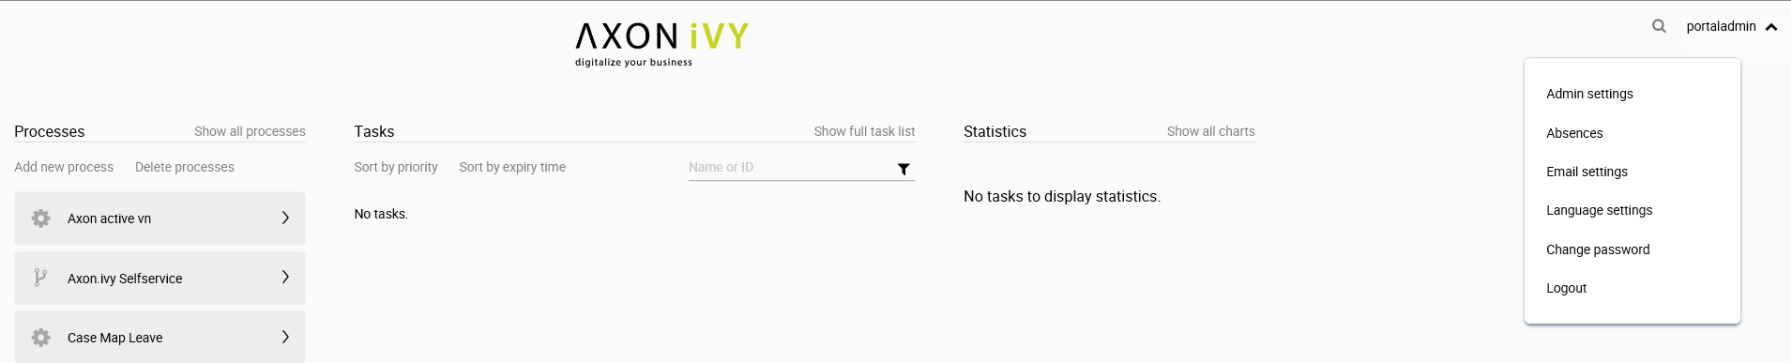 AXON iVY
digitalize your business
portaladmin
Admin settings
Absences
Email settings
Language settings
Change password
Logout
Processes
Show all processes
Add new process
Delete processes
Axon active vn
Axon.ivy Selfservice
Case Map Leave
Tasks
Show full task list
Sort by priority
Sort by expiry time
Name or ID
No tasks.
Statistics
Show all charts
No tasks to display statistics.